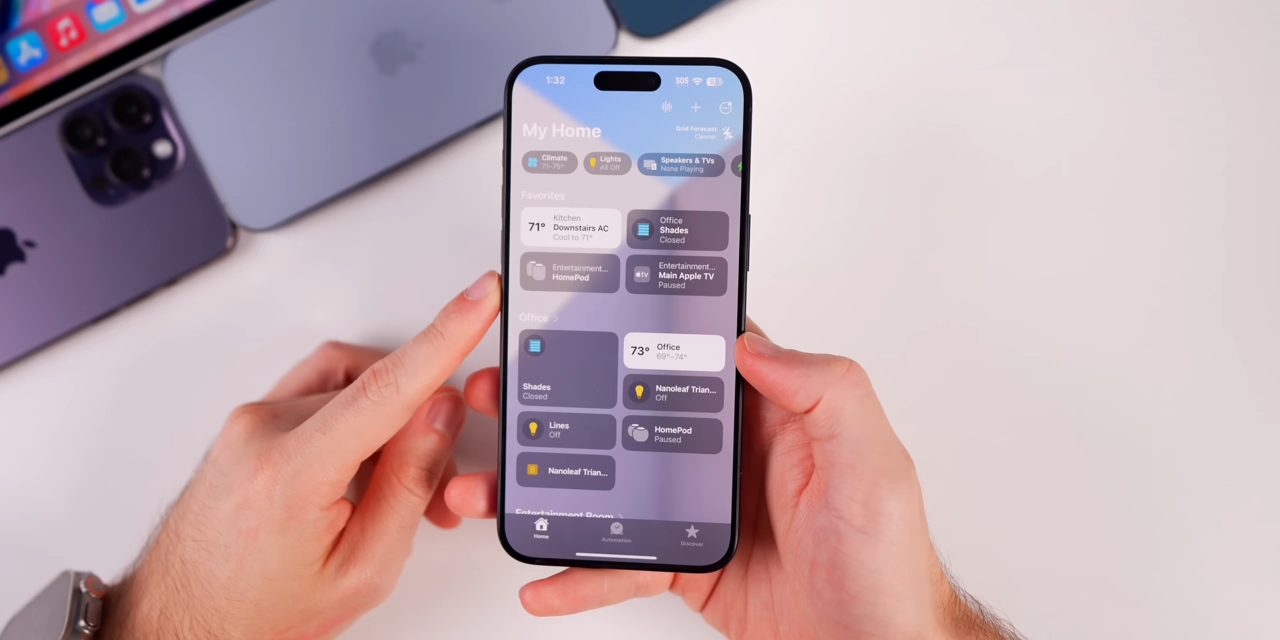 1:32
SOS
My Home
Grid Forecast
Cleaner
Climate
71–75°
Lights
All Off
Speakers & TVs
None Playing
Favorites
71°
Kitchen
Downstairs AC
Cool to 71°
Office
Shades
Closed
Entertainment...
HomePod
Entertainment...
tv
Main Apple TV
Paused
Office >
Shades
Closed
73°
Office
69°–74°
Nanoleaf Trian...
Off
Lines
Off
HomePod
Paused
Nanoleaf Trian...
Entertainment Room >
Home
Automation
Discover